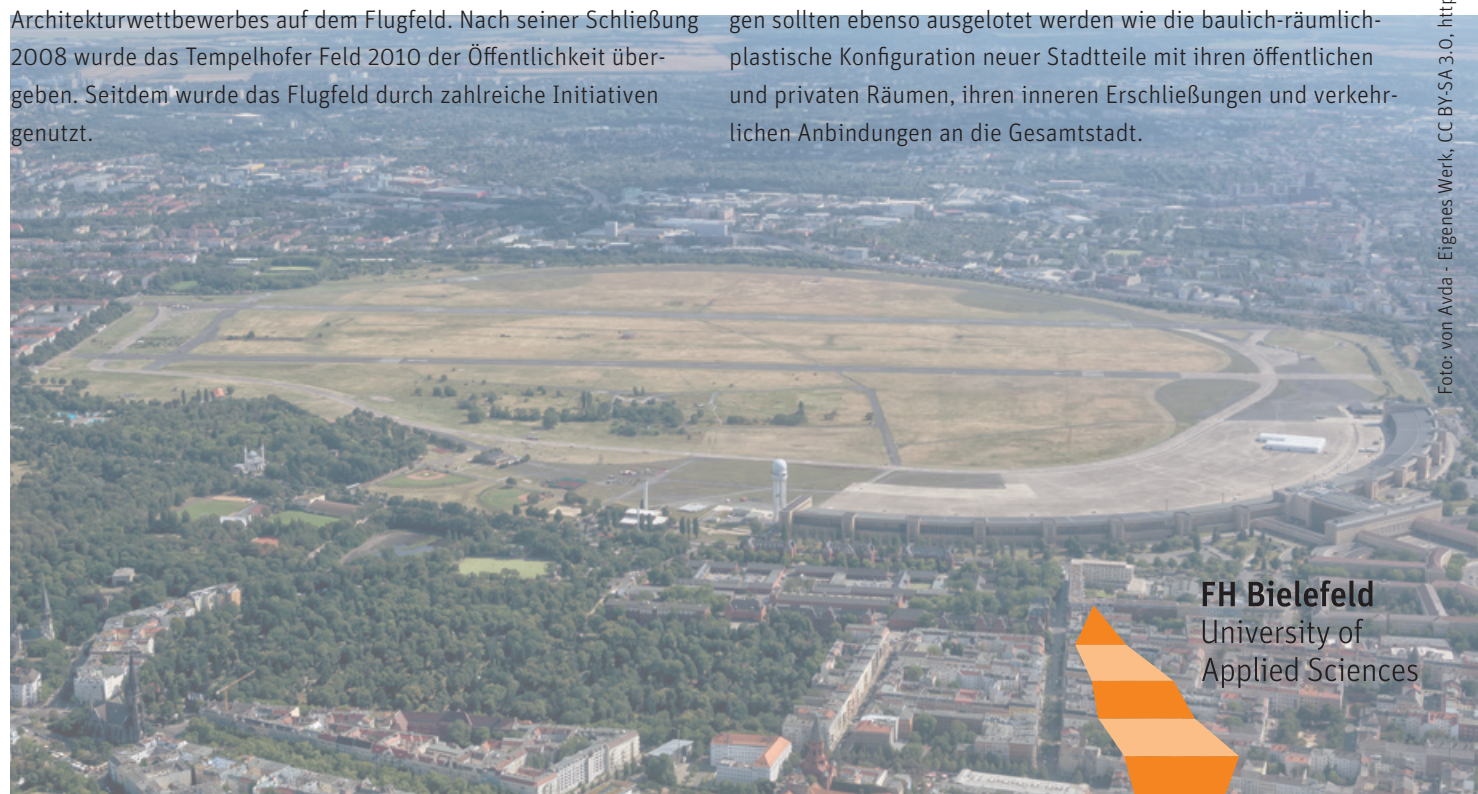 Architekturwettbewerbes auf dem Flugfeld. Nach seiner Schließung
2008 wurde das Tempelhofer Feld 2010 der Öffentlichkeit über-
geben. Seitdem wurde das Flugfeld durch zahlreiche Initiativen
genutzt.
gen sollten ebenso ausgelotet werden wie die baulich-räumlich-
plastische Konfiguration neuer Stadtteile mit ihren öffentlichen
und privaten Räumen, ihren inneren Erschließungen und verkehr-
lichen Anbindungen an die Gesamtstadt.
Foto: von Avda - Eigenes Werk, CC BY-SA 3.0, http
FH Bielefeld
University of
Applied Sciences